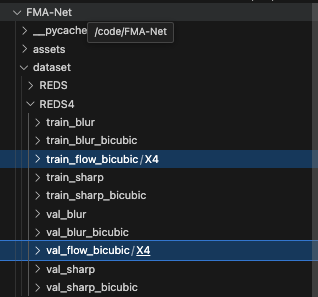 FMA-Net
__pycache
/code/FMA-Net
assets
dataset
REDS
REDS4
train_blur
train_blur_bicubic
train_flow_bicubic/X4
train_sharp
train_sharp_bicubic
val_blur
val_blur_bicubic
val_flow_bicubic/X4
val_sharp
val_sharp_bicubic